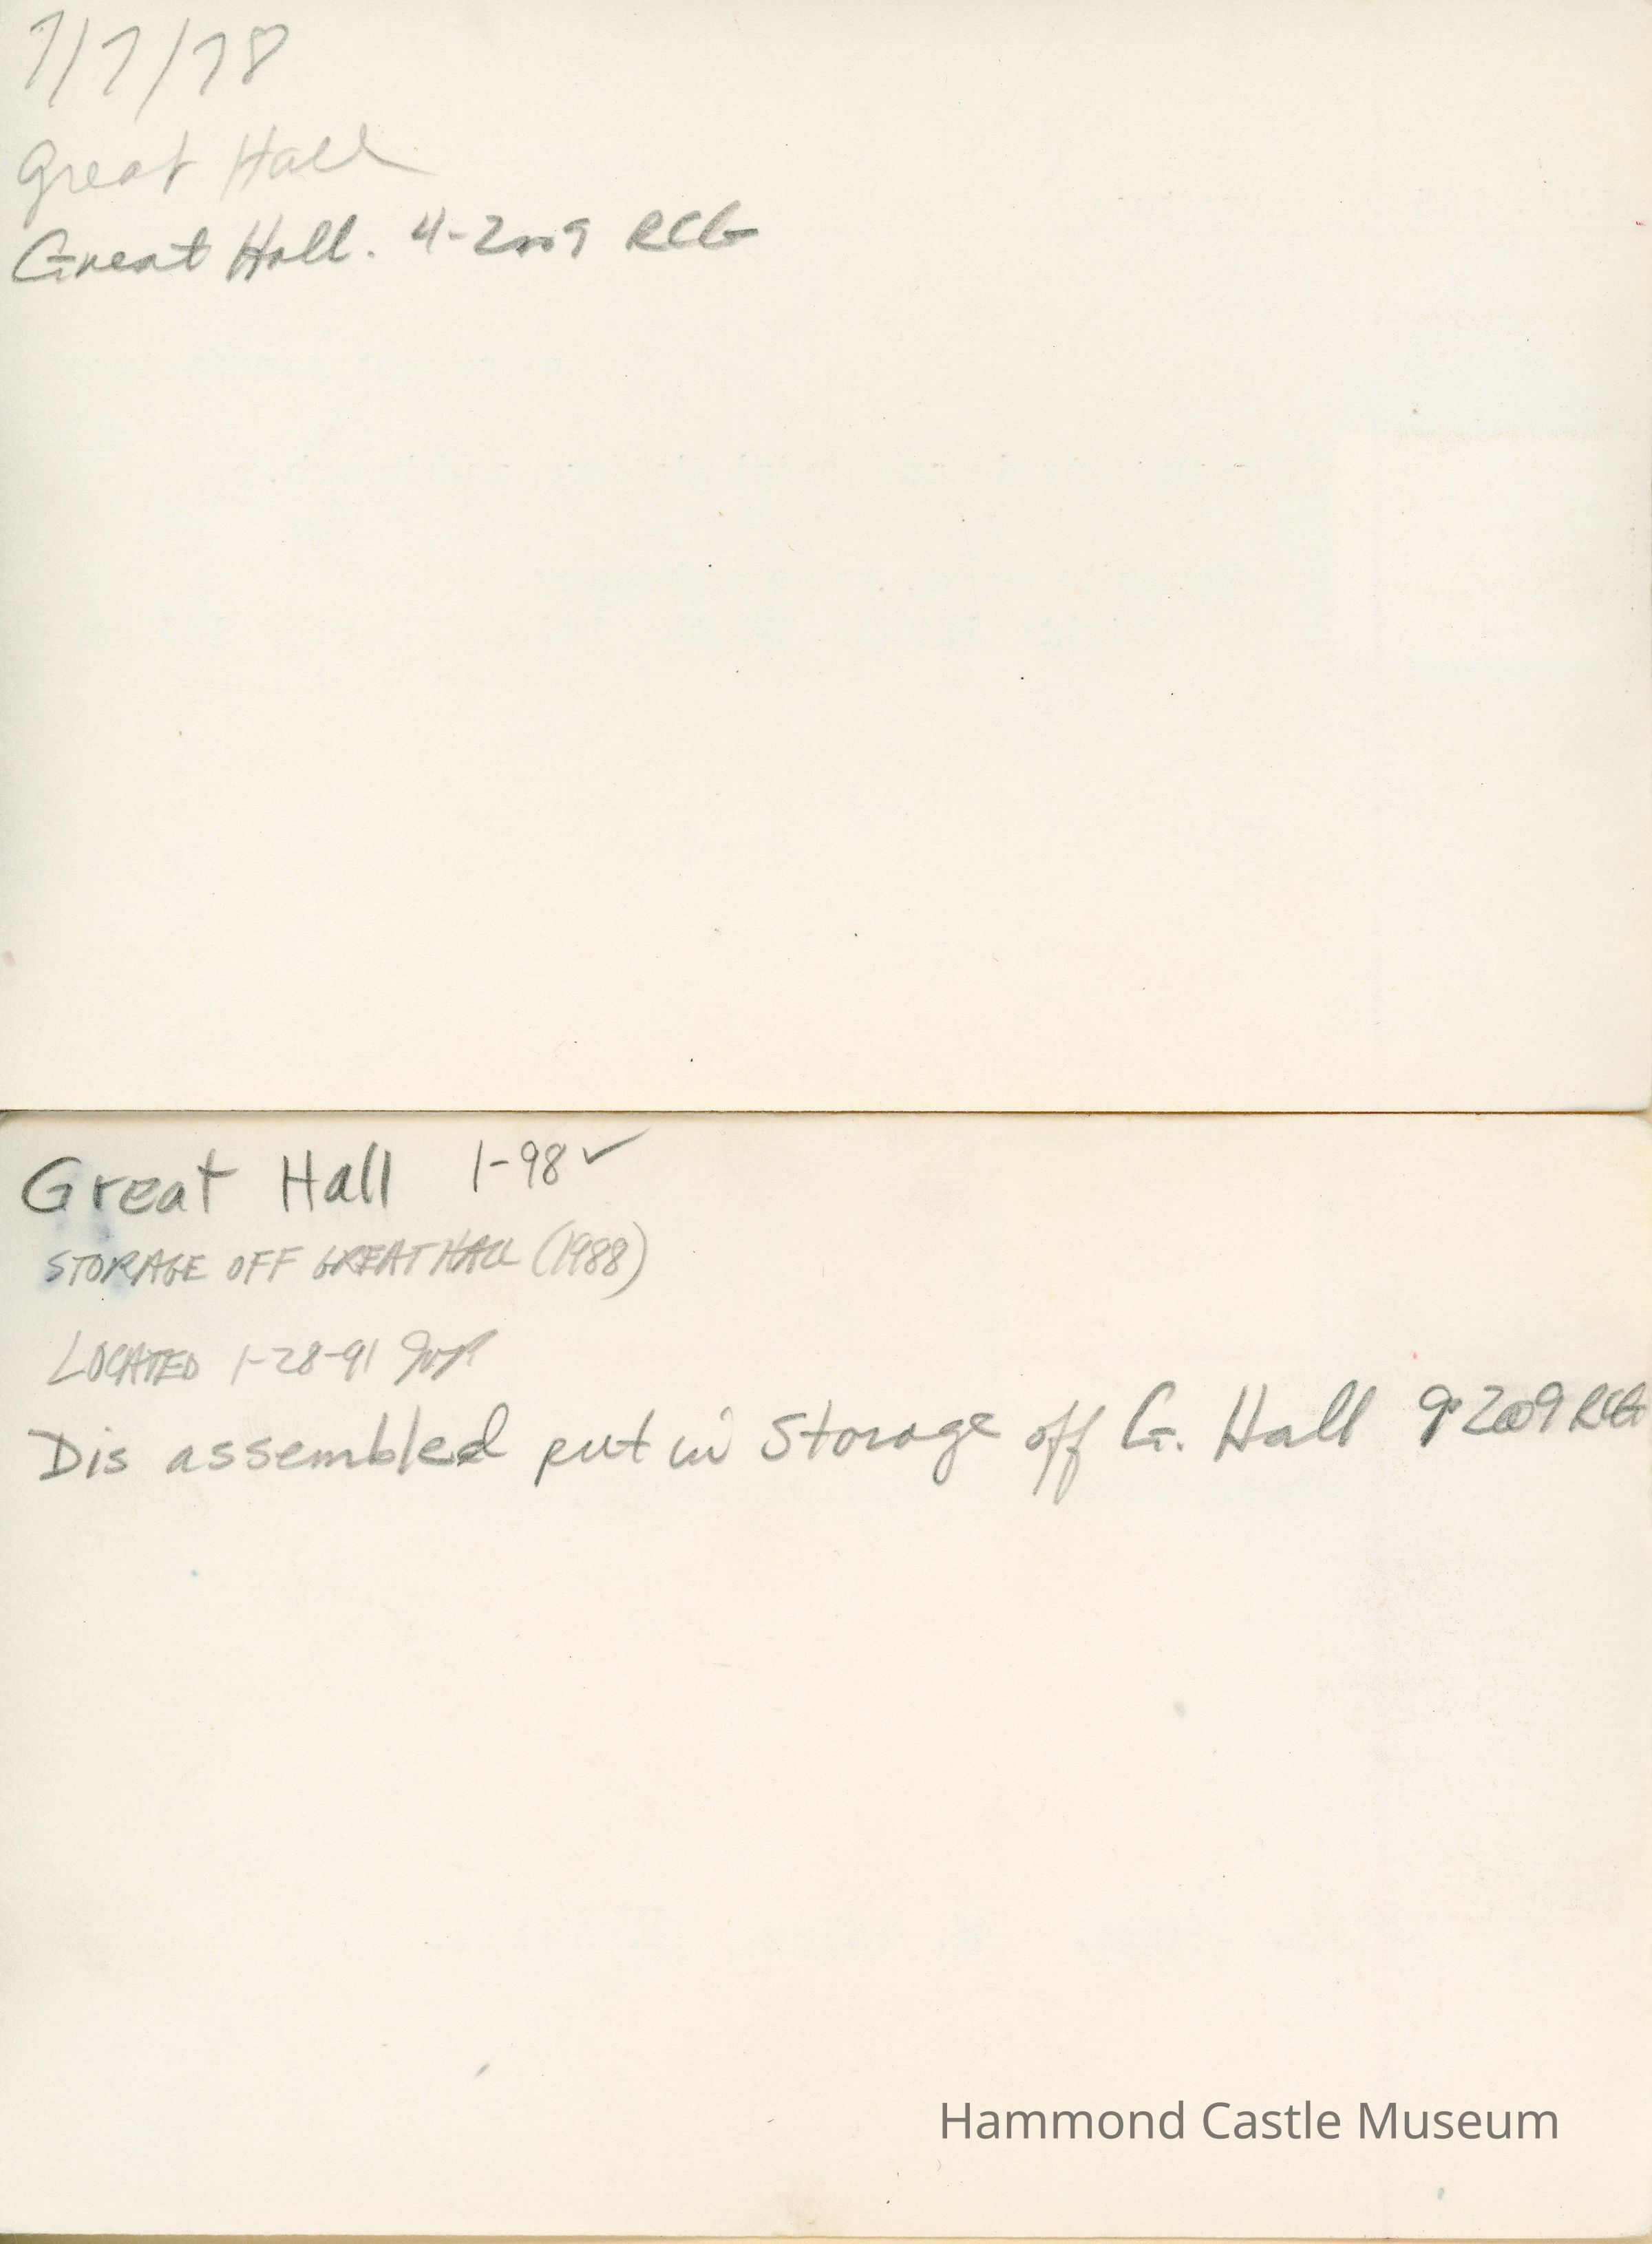 7/7/78
Great Hall
Great Hall. 4-2009 RCG
Great Hall 1-98 ✓
STORAGE OFF GREAT HALL (1988)
LOCATED 1-28-91
Dis assembled put in Storage off G. Hall 9-2009 RCG
Hammond Castle Museum